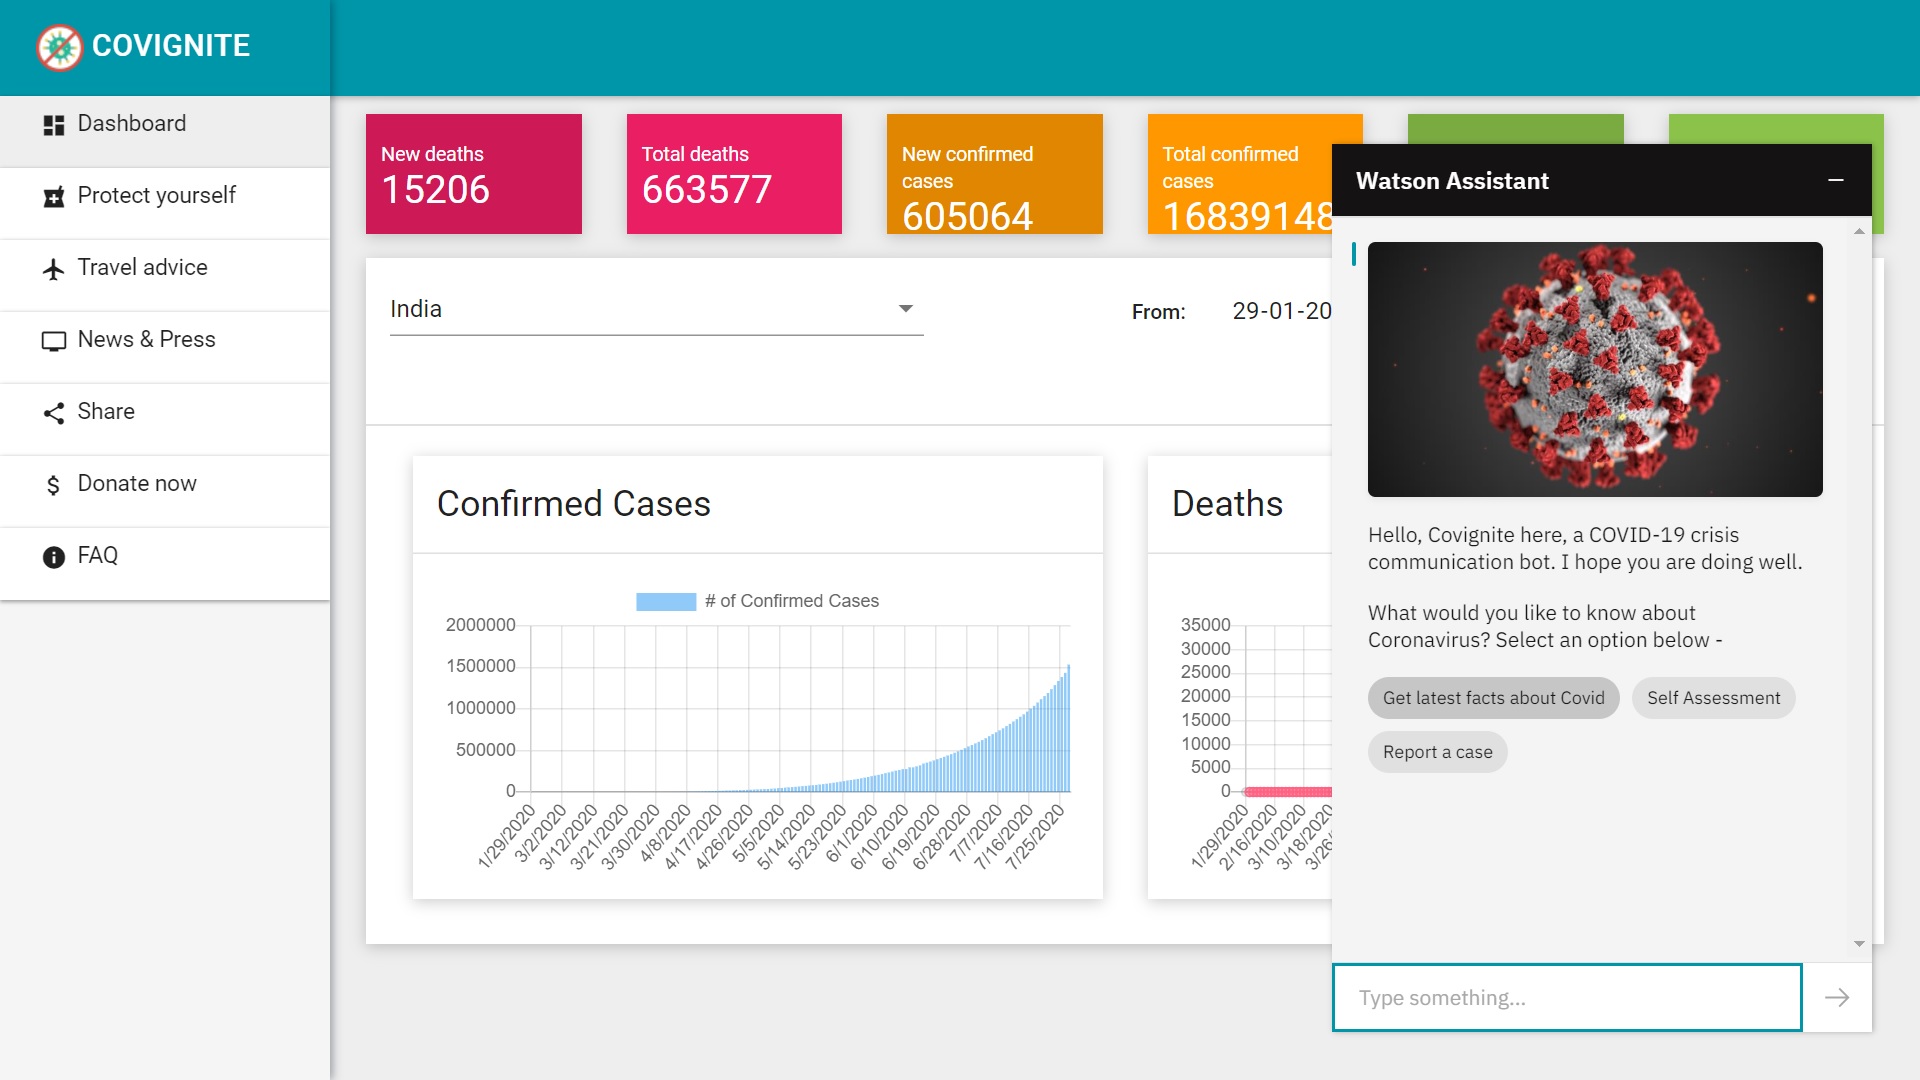 COVIGNITE
Dashboard
Protect yourself
Travel advice
News & Press
Share
Donate now
FAQ
New deaths
15206
Total deaths
663577
New confirmed
cases
605064
Total confirmed
cases
16839148
India
From:
29-01-20
Confirmed Cases
# of Confirmed Cases
2000000
1500000
1000000
500000
0
1/29/2020
3/2/2020
3/12/2020
3/21/2020
3/30/2020
4/8/2020
4/17/2020
4/26/2020
5/5/2020
5/14/2020
5/23/2020
6/1/2020
6/10/2020
6/19/2020
6/28/2020
7/7/2020
7/16/2020
7/25/2020
Deaths
35000
30000
25000
20000
15000
10000
5000
0
1/29/2020
2/16/2020
3/10/2020
3/18/2020
3/26/
Watson Assistant
Hello, Covignite here, a COVID-19 crisis
communication bot. I hope you are doing well.
What would you like to know about
Coronavirus? Select an option below -
Get latest facts about Covid
Self Assessment
Report a case
Type something...